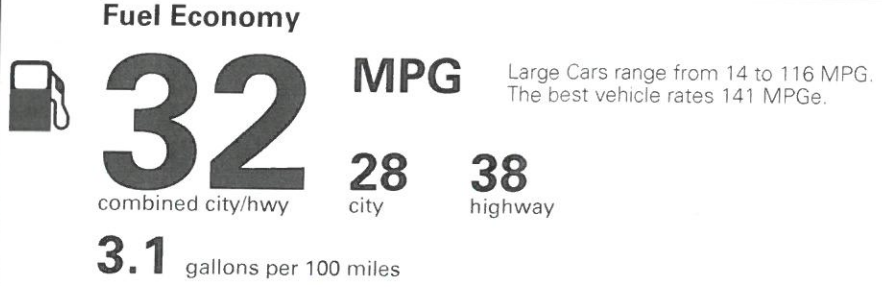 Fuel Economy
32 MPG
Large Cars range from 14 to 116 MPG.
The best vehicle rates 141 MPGe.
combined city/hwy
28
city
38
highway
3.1 gallons per 100 miles